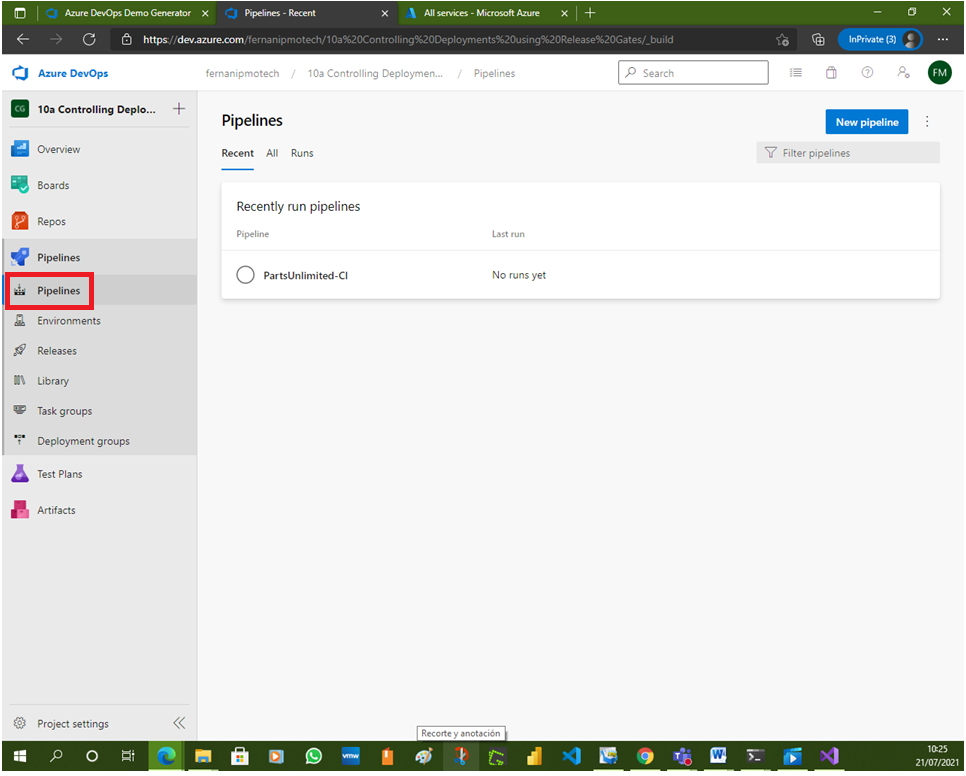 Azure DevOps Demo Generator
Pipelines - Recent
All services - Microsoft Azure
https://dev.azure.com/fernanipmotech/10a%20Controlling%20Deployments%20using%20Release%20Gates/_build
InPrivate (3)
Azure DevOps
fernanipmotech / 10a Controlling Deploymen... / Pipelines
Search
FM
CG
10a Controlling Deplo...
Overview
Boards
Repos
Pipelines
Pipelines
Environments
Releases
Library
Task groups
Deployment groups
Test Plans
Artifacts
Project settings
Pipelines
New pipeline
Recent All Runs
Filter pipelines
Recently run pipelines
Pipeline Last run
PartsUnlimited-CI No runs yet
Recorte y anotación
vmw
10:25
21/07/2021